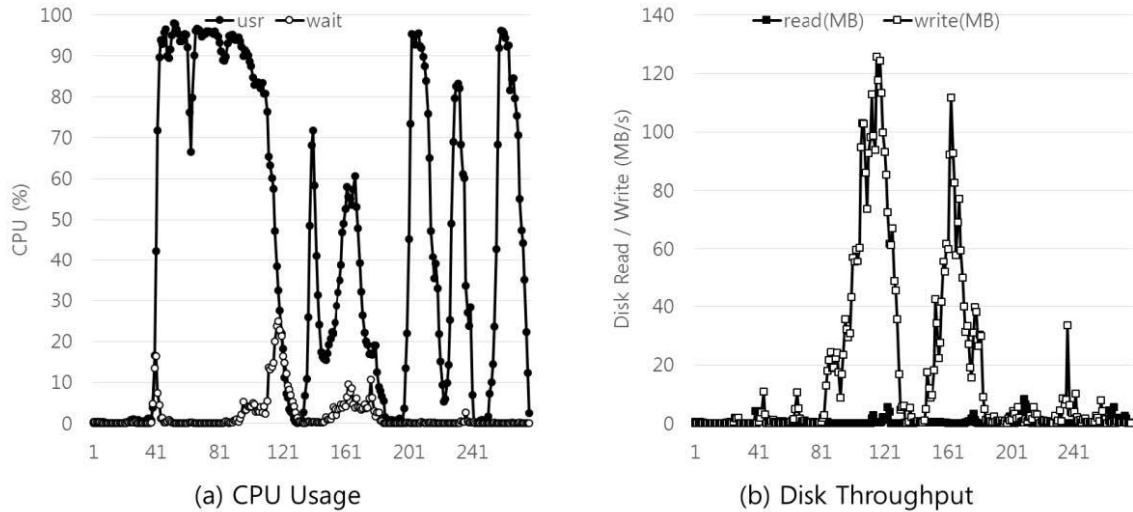 usr wait
100
90
80
70
60
50
40
30
20
10
0
CPU (%)
1 41 81 121 161 201 241
(a) CPU Usage
read(MB) write(MB)
140
120
100
80
60
40
20
0
Disk Read / Write (MB/s)
1 41 81 121 161 201 241
(b) Disk Throughput